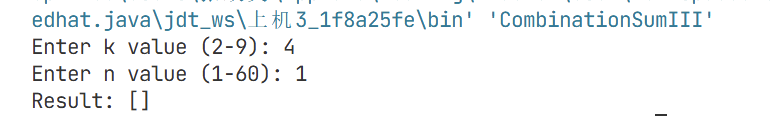 edhat.java\jdt_ws\上机3_1f8a25fe\bin' 'CombinationSumIII'
Enter k value (2-9): 4
Enter n value (1-60): 1
Result: []